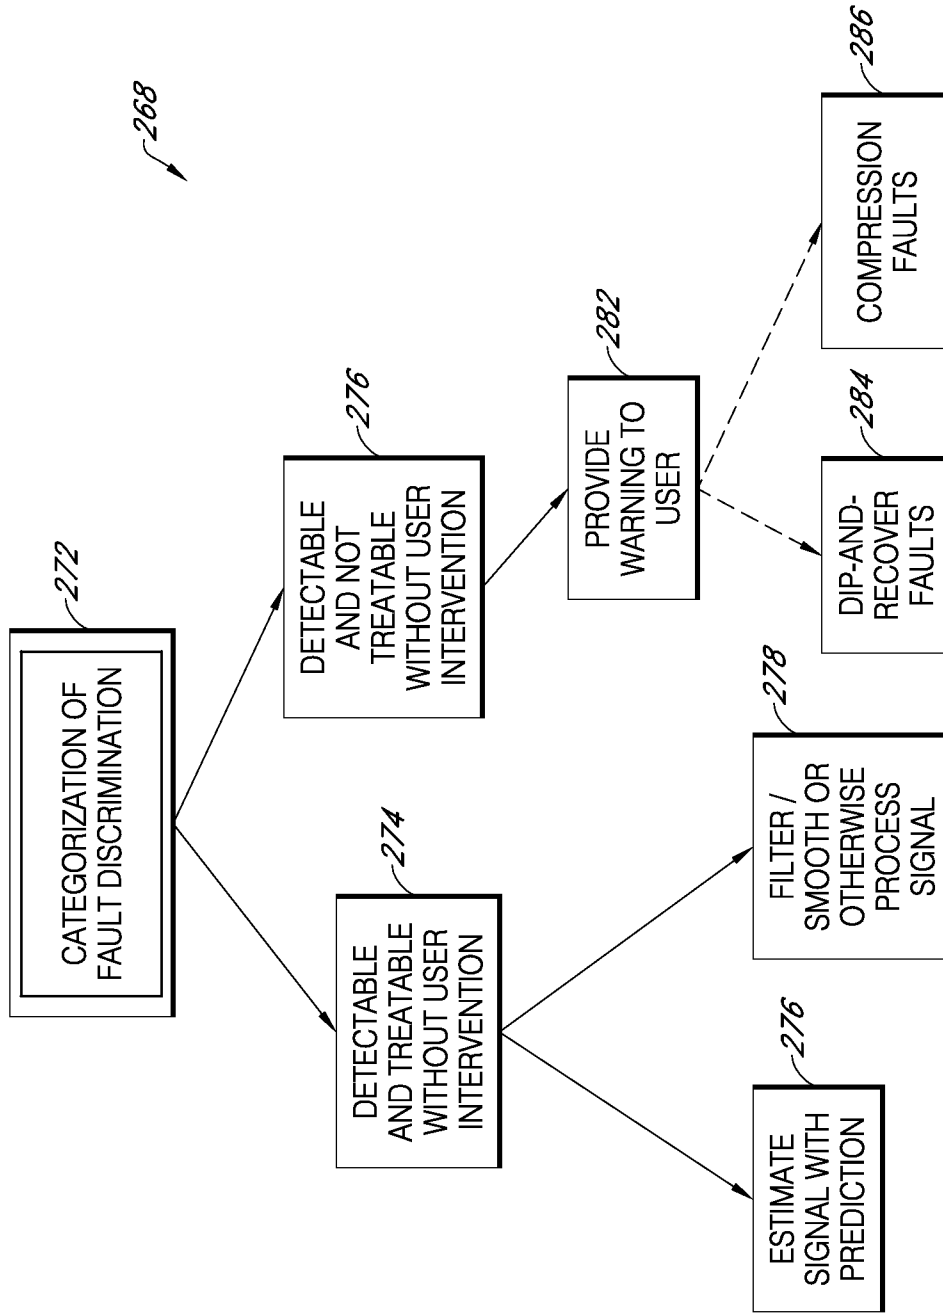 268
272
CATEGORIZATION OF
FAULT DISCRIMINATION
274
DETECTABLE
AND TREATABLE
WITHOUT USER
INTERVENTION
276
DETECTABLE
AND NOT
TREATABLE
WITHOUT USER
INTERVENTION
282
PROVIDE
WARNING TO
USER
276
ESTIMATE
SIGNAL WITH
PREDICTION
278
FILTER /
SMOOTH OR
OTHERWISE
PROCESS
SIGNAL
284
DIP-AND-
RECOVER
FAULTS
286
COMPRESSION
FAULTS